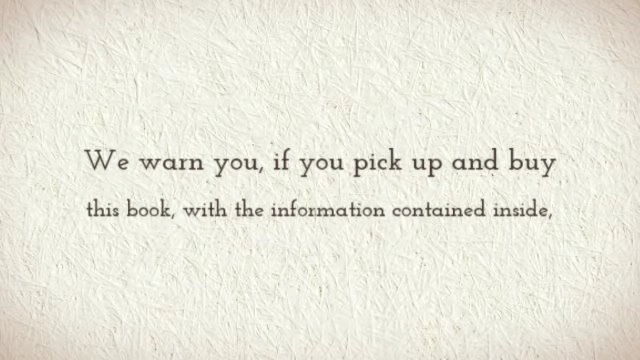 We warn you, if you pick up and buy
this book, with the information contained inside,